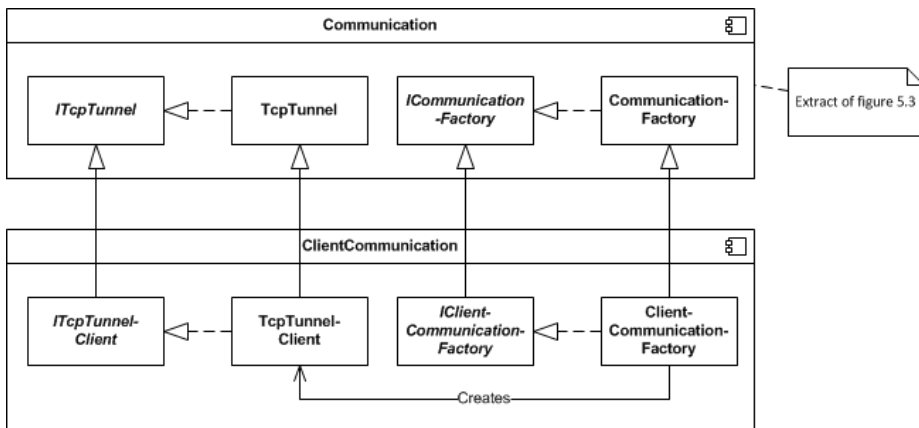 Communication
ITcpTunnel
TcpTunnel
ICommunication
-Factory
Communication-
Factory
Extract of figure 5.3
ClientCommunication
ITcpTunnel-
Client
TcpTunnel-
Client
IClient-
Communication-
Factory
Client-
Communication-
Factory
Creates